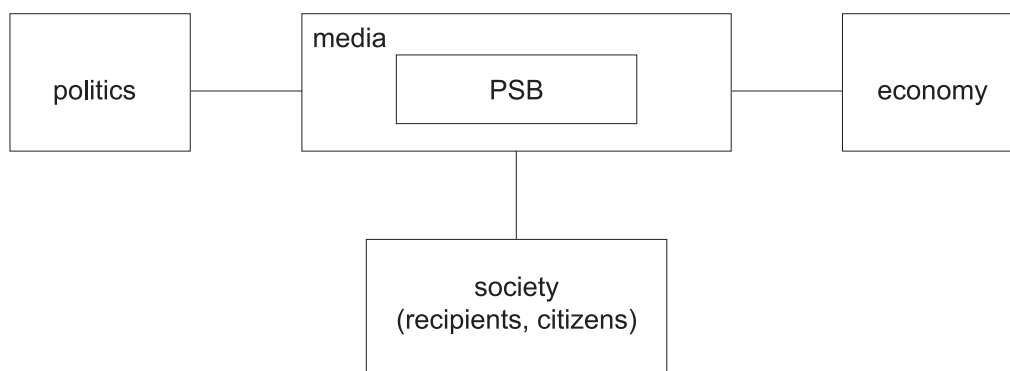 media
politics
PSB
economy
society
(recipients, citizens)